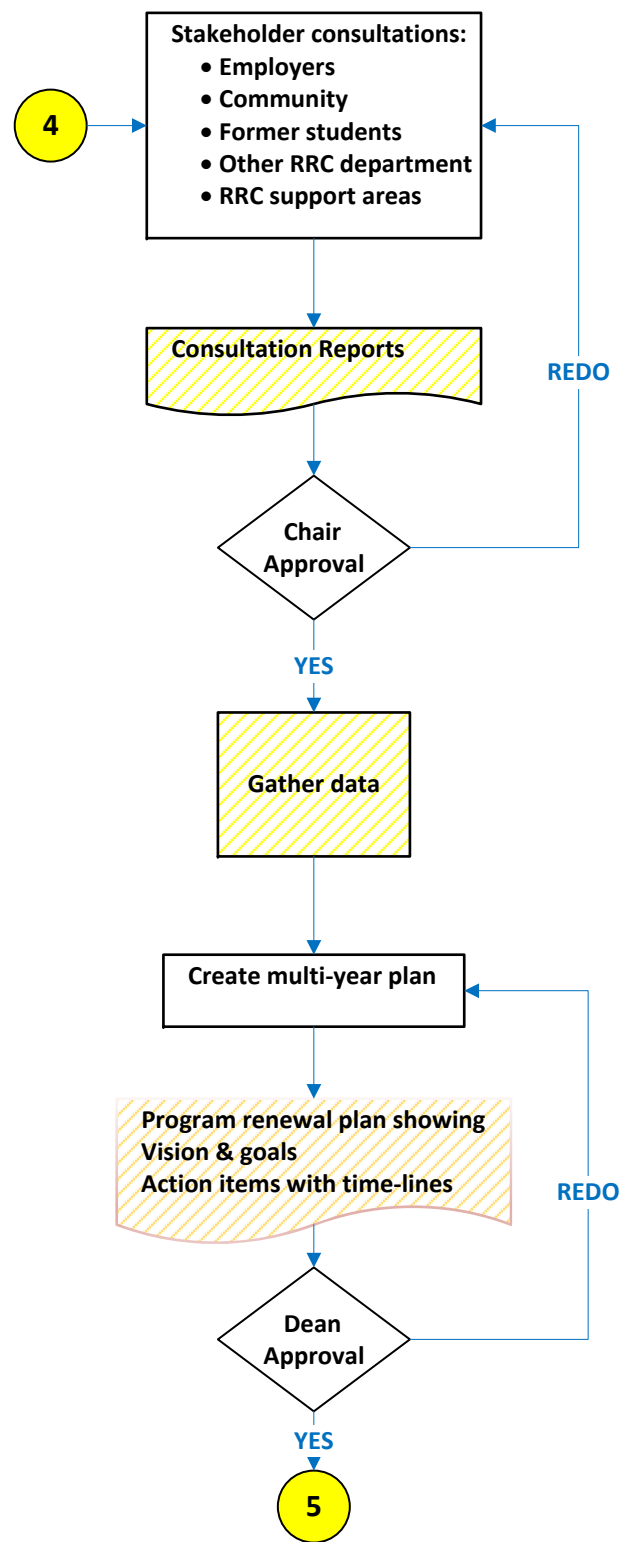 Stakeholder consultations:
• Employers
• Community
• Former students
• Other RRC department
• RRC support areas
4
Consultation Reports
REDO
Chair
Approval
YES
Gather data
Create multi-year plan
Program renewal plan showing
Vision & goals
Action items with time-lines
REDO
Dean
Approval
YES
5